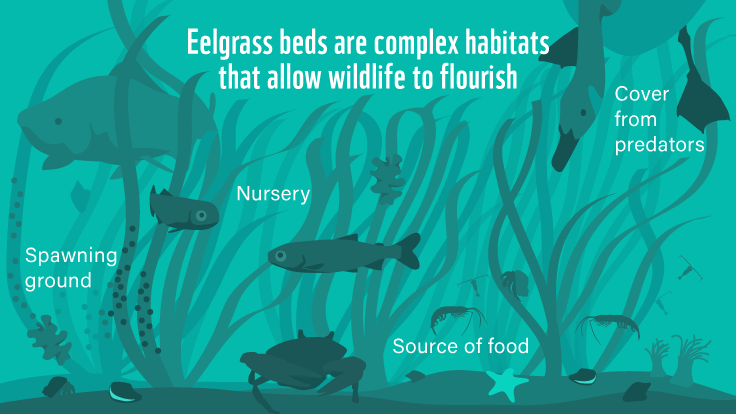 Eelgrass beds are complex habitats
that allow wildlife to flourish
Cover
from
predators
Nursery
Spawning
ground
Source of food